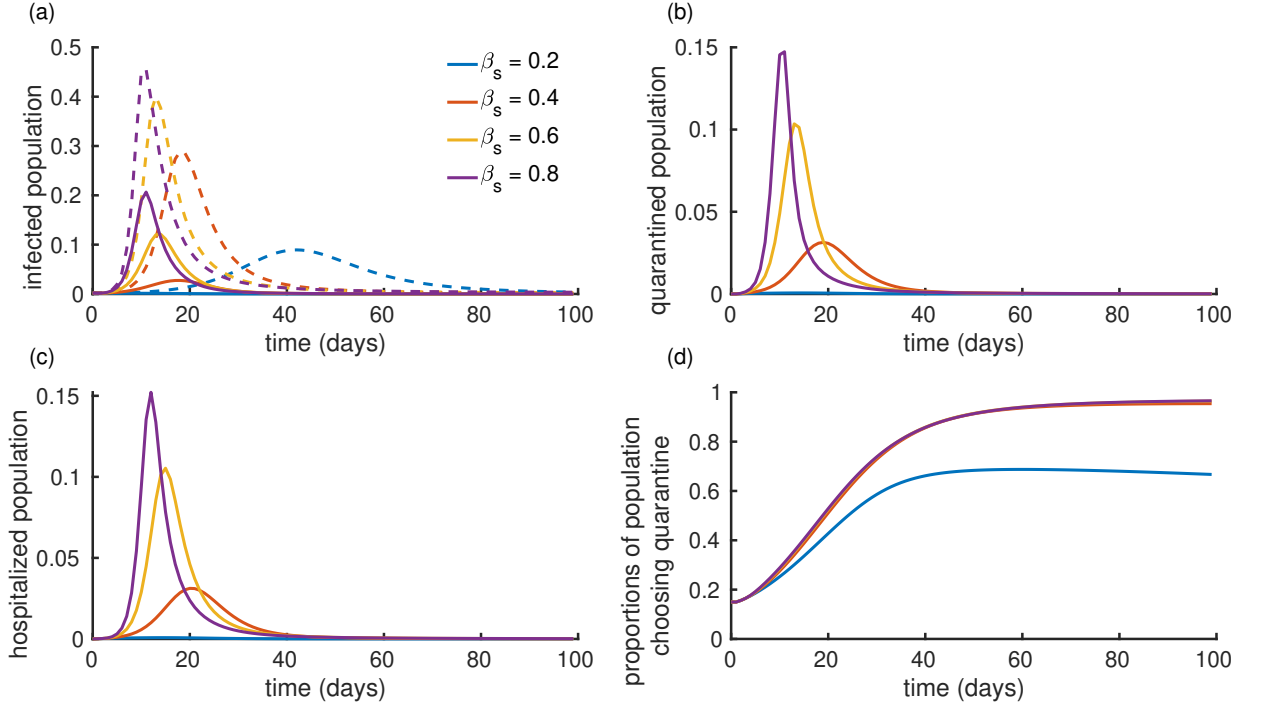 (a)
0.5
0.4
0.3
0.2
0.1
0
0 20 40 60 80 100
infected population
time (days)
βs = 0.2
βs = 0.4
βs = 0.6
βs = 0.8
(b)
0.15
0.1
0.05
0
0 20 40 60 80 100
quarantined population
time (days)
(c)
0.15
0.1
0.05
0
0 20 40 60 80 100
hospitalized population
time (days)
(d)
1
0.8
0.6
0.4
0.2
0
0 20 40 60 80 100
proportions of population
choosing quarantine
time (days)